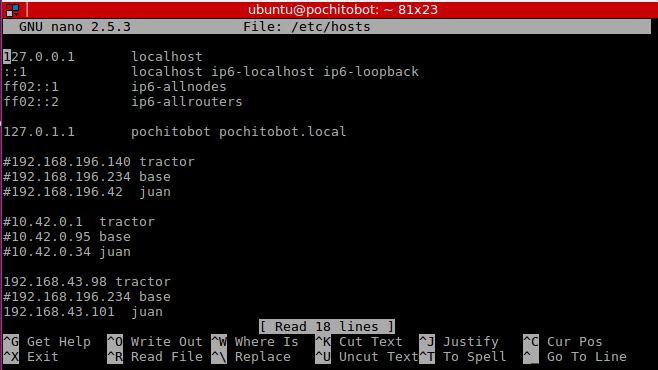 ubuntu@pochitobot: ~ 81x23
GNU nano 2.5.3 File: /etc/hosts
127.0.0.1 localhost
::1 localhost ip6-localhost ip6-loopback
ff02::1 ip6-allnodes
ff02::2 ip6-allrouters
127.0.1.1 pochitobot pochitobot.local
#192.168.196.140 tractor
#192.168.196.234 base
#192.168.196.42 juan
#10.42.0.1 tractor
#10.42.0.95 base
#10.42.0.34 juan
192.168.43.98 tractor
#192.168.196.234 base
192.168.43.101 juan
[ Read 18 lines ]
^G Get Help ^O Write Out ^W Where Is ^K Cut Text ^J Justify ^C Cur Pos
^X Exit ^R Read File ^\ Replace ^U Uncut Text ^T To Spell ^_ Go To Line